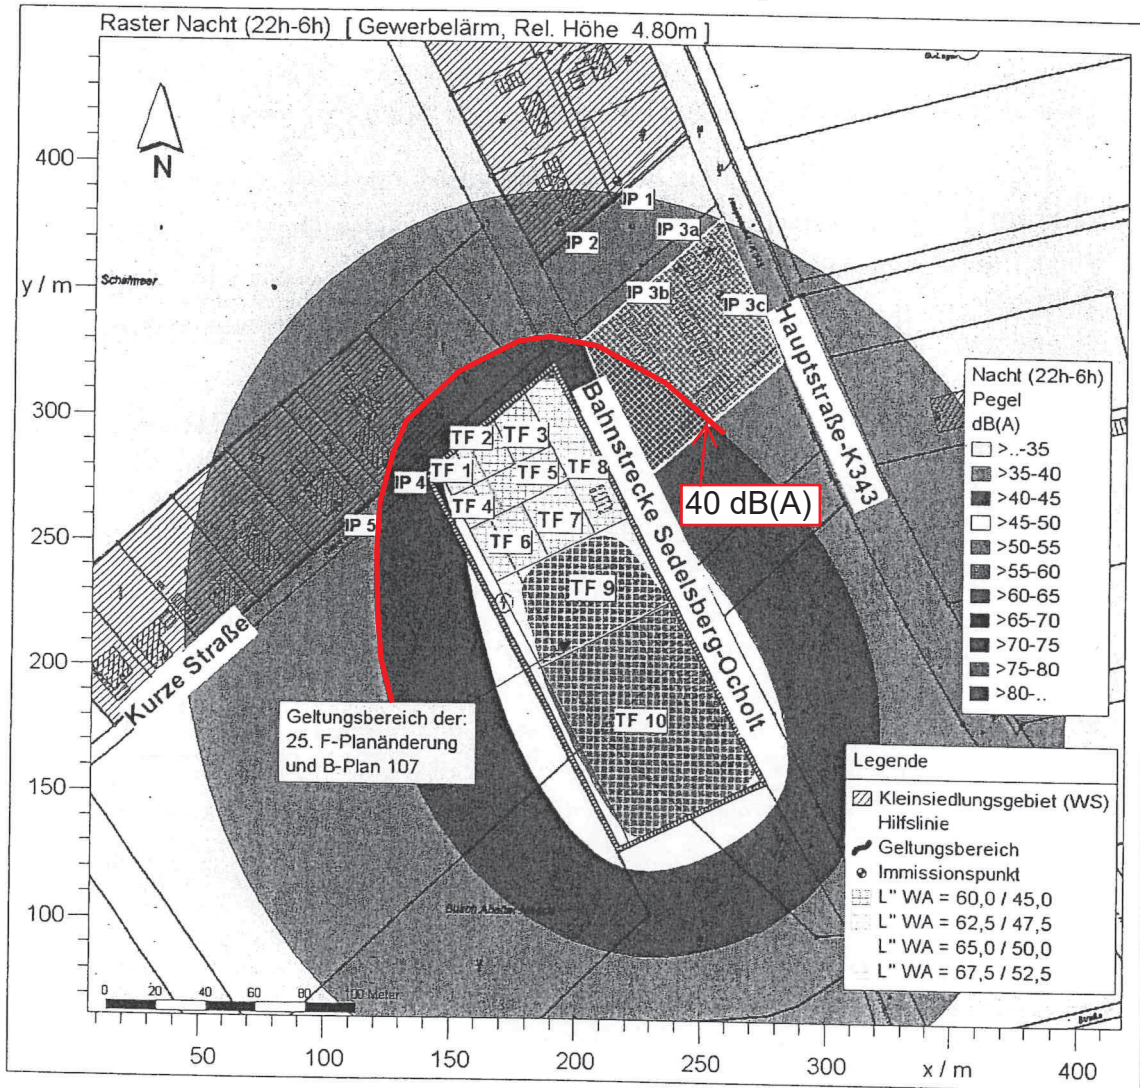 Raster Nacht (22h-6h) [ Gewerbelärm, Rel. Höhe 4.80m ]
N
400
y / m
300
250
200
150
100
IP 1
IP 2
IP 3a
IP 3b
IP 3c
Hauptstraße-K343
Bahnstrecke Sedelsberg-Ocholt
Kurze Straße
TF 2
TF 3
TF 1
TF 5
TF 8
IP 4
TF 4
TF 7
IP 5
TF 6
TF 9
TF 10
40 dB(A)
Geltungsbereich der:
25. F-Planänderung
und B-Plan 107
Nacht (22h-6h)
Pegel
dB(A)
>..-35
>35-40
>40-45
>45-50
>50-55
>55-60
>60-65
>65-70
>70-75
>75-80
>80-..
Legende
Kleinsiedlungsgebiet (WS)
Hilfslinie
Geltungsbereich
Immissionspunkt
L" WA = 60,0 / 45,0
L" WA = 62,5 / 47,5
L" WA = 65,0 / 50,0
L" WA = 67,5 / 52,5
0 20 40 60 80 100 Meter
50 100 150 200 250 300 x / m 400